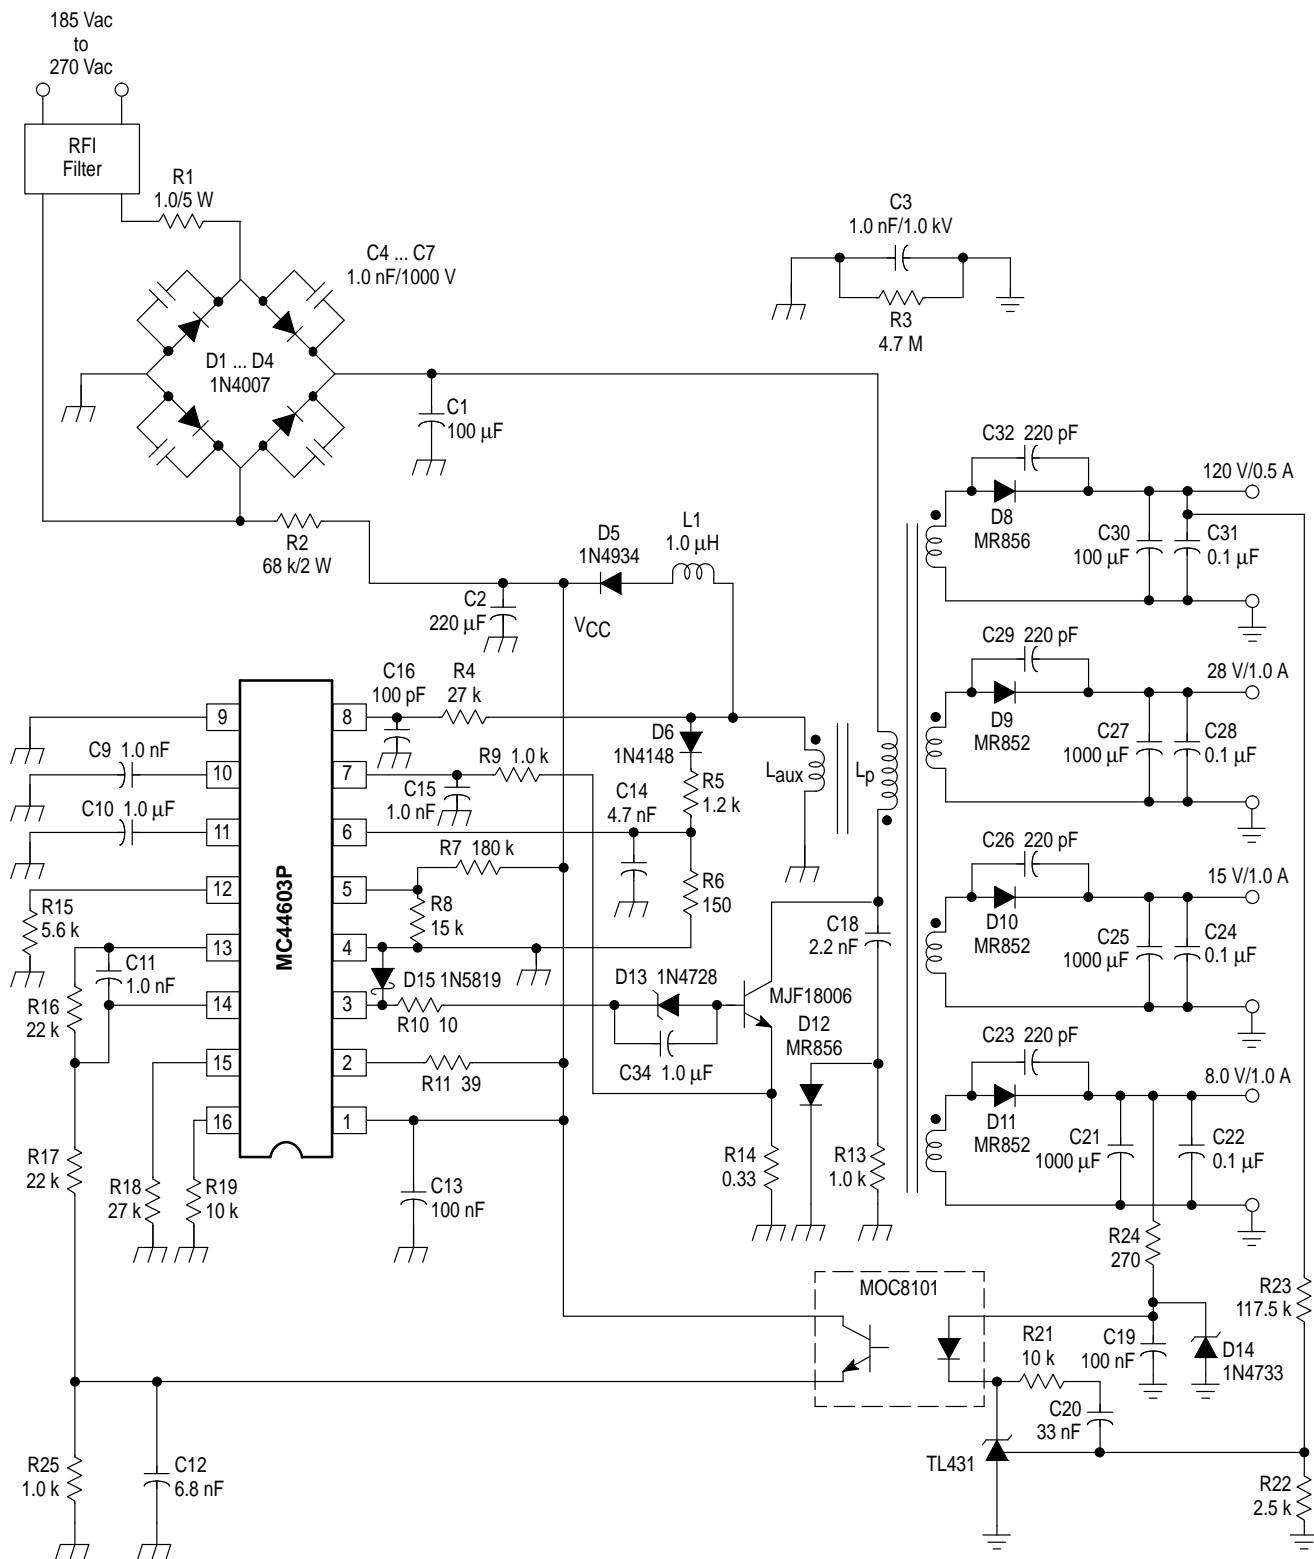 185 Vac
to
270 Vac
RFI
Filter
R1
1.0/5 W
C4 ... C7
1.0 nF/1000 V
D1 ... D4
1N4007
C3
1.0 nF/1.0 kV
R3
4.7 M
C1
100 µF
R2
68 k/2 W
D5
1N4934
L1
1.0 µH
C2
220 µF
VCC
C32 220 pF
D8
MR856
C30
100 µF
C31
0.1 µF
120 V/0.5 A
C29 220 pF
D9
MR852
C27
1000 µF
C28
0.1 µF
28 V/1.0 A
C26 220 pF
D10
MR852
C25
1000 µF
C24
0.1 µF
15 V/1.0 A
C23 220 pF
D11
MR852
C21
1000 µF
C22
0.1 µF
8.0 V/1.0 A
MC44603P
9
10
11
12
13
14
15
16
8
7
6
5
4
3
2
1
C9 1.0 nF
C10 1.0 µF
R15
5.6 k
C11
1.0 nF
R16
22 k
R17
22 k
R18
27 k
R19
10 k
C16
100 pF
R4
27 k
R9 1.0 k
C15
1.0 nF
D6
1N4148
C14
4.7 nF
R5
1.2 k
R6
150
R7 180 k
R8
15 k
D15 1N5819
R10 10
R11 39
C13
100 nF
D13 1N4728
C34 1.0 µF
MJF18006
Laux
Lp
C18
2.2 nF
D12
MR856
R14
0.33
R13
1.0 k
R24
270
MOC8101
R21
10 k
C19
100 nF
D14
1N4733
R23
117.5 k
C20
33 nF
TL431
R22
2.5 k
R25
1.0 k
C12
6.8 nF